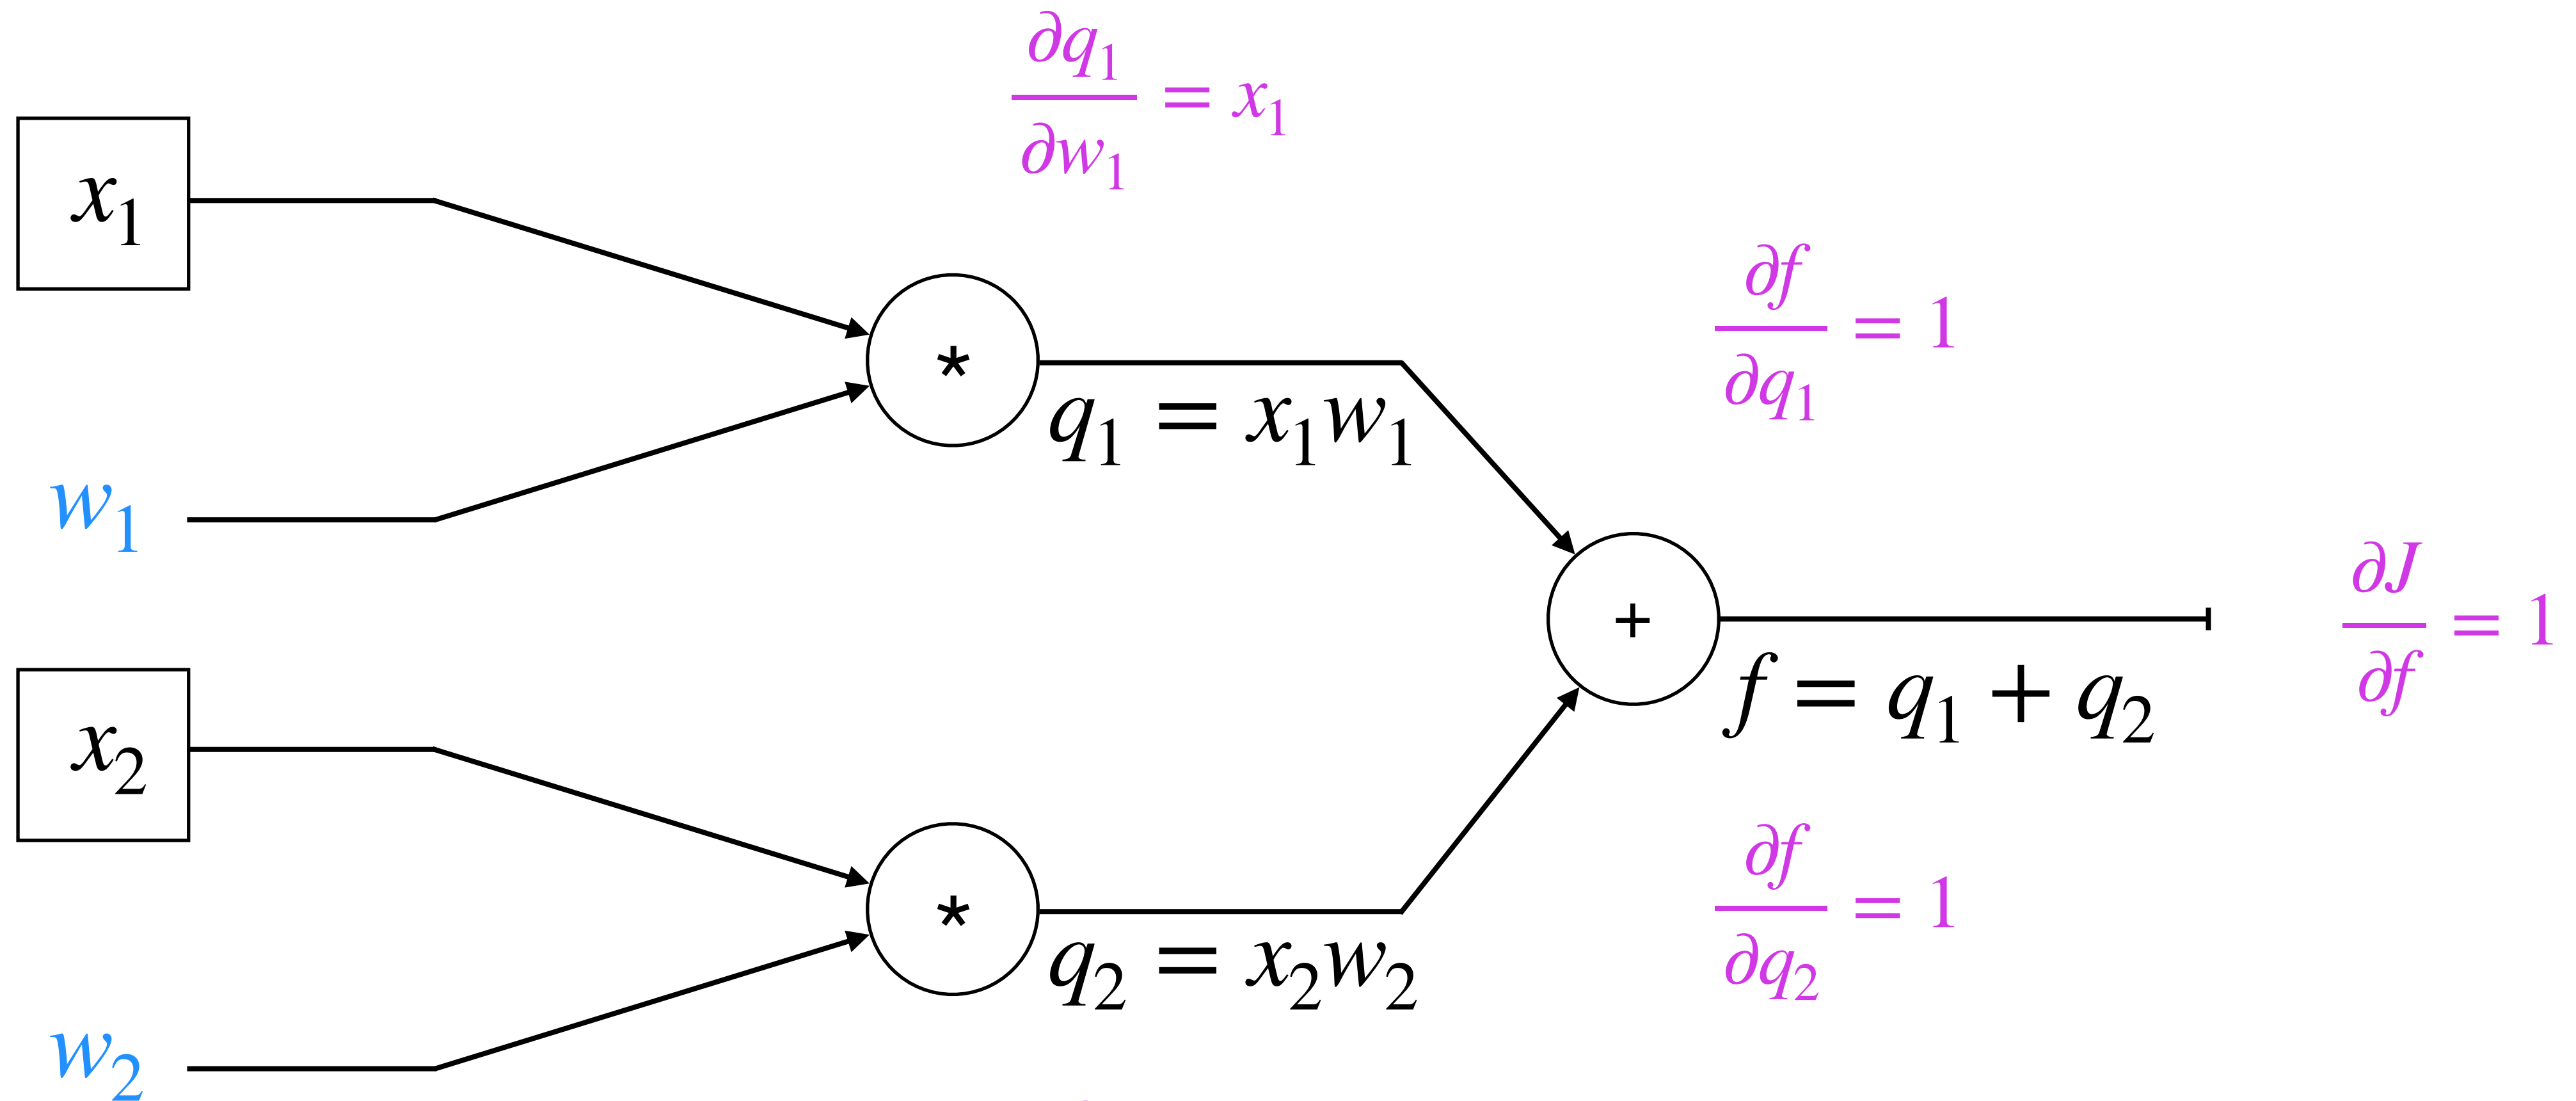 ∂q₁/∂w₁ = x₁
x₁
∂f/∂q₁ = 1
*
q₁ = x₁w₁
w₁
∂J/∂f = 1
+
f = q₁ + q₂
x₂
∂f/∂q₂ = 1
*
q₂ = x₂w₂
w₂